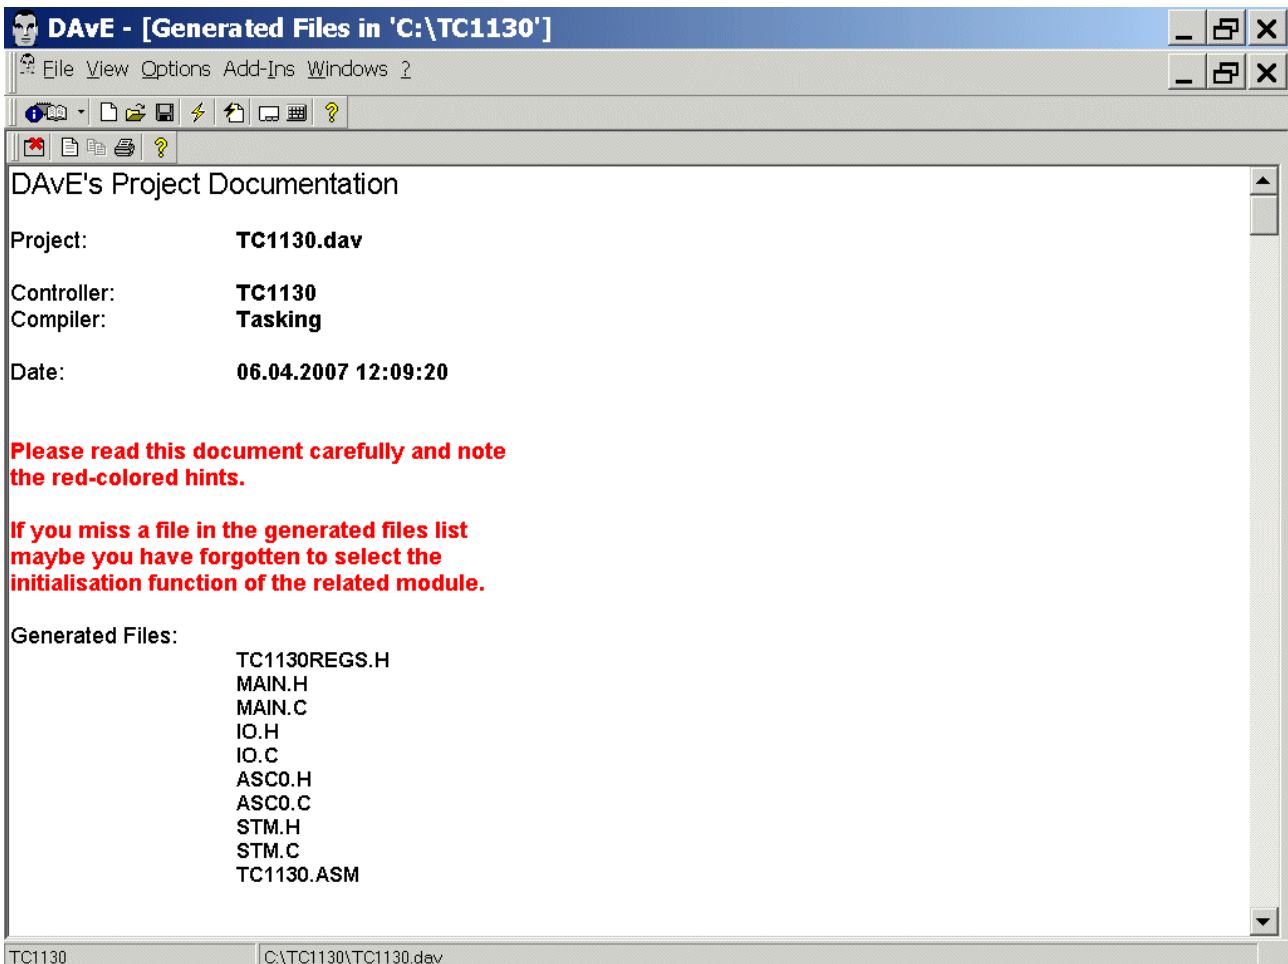 DAvE - [Generated Files in 'C:\TC1130']
File View Options Add-Ins Windows ?
DAvE's Project Documentation
Project: TC1130.dav
Controller: TC1130
Compiler: Tasking
Date: 06.04.2007 12:09:20
Please read this document carefully and note
the red-colored hints.
If you miss a file in the generated files list
maybe you have forgotten to select the
initialisation function of the related module.
Generated Files:
TC1130REGS.H
MAIN.H
MAIN.C
IO.H
IO.C
ASC0.H
ASC0.C
STM.H
STM.C
TC1130.ASM
TC1130 C:\TC1130\TC1130.dav